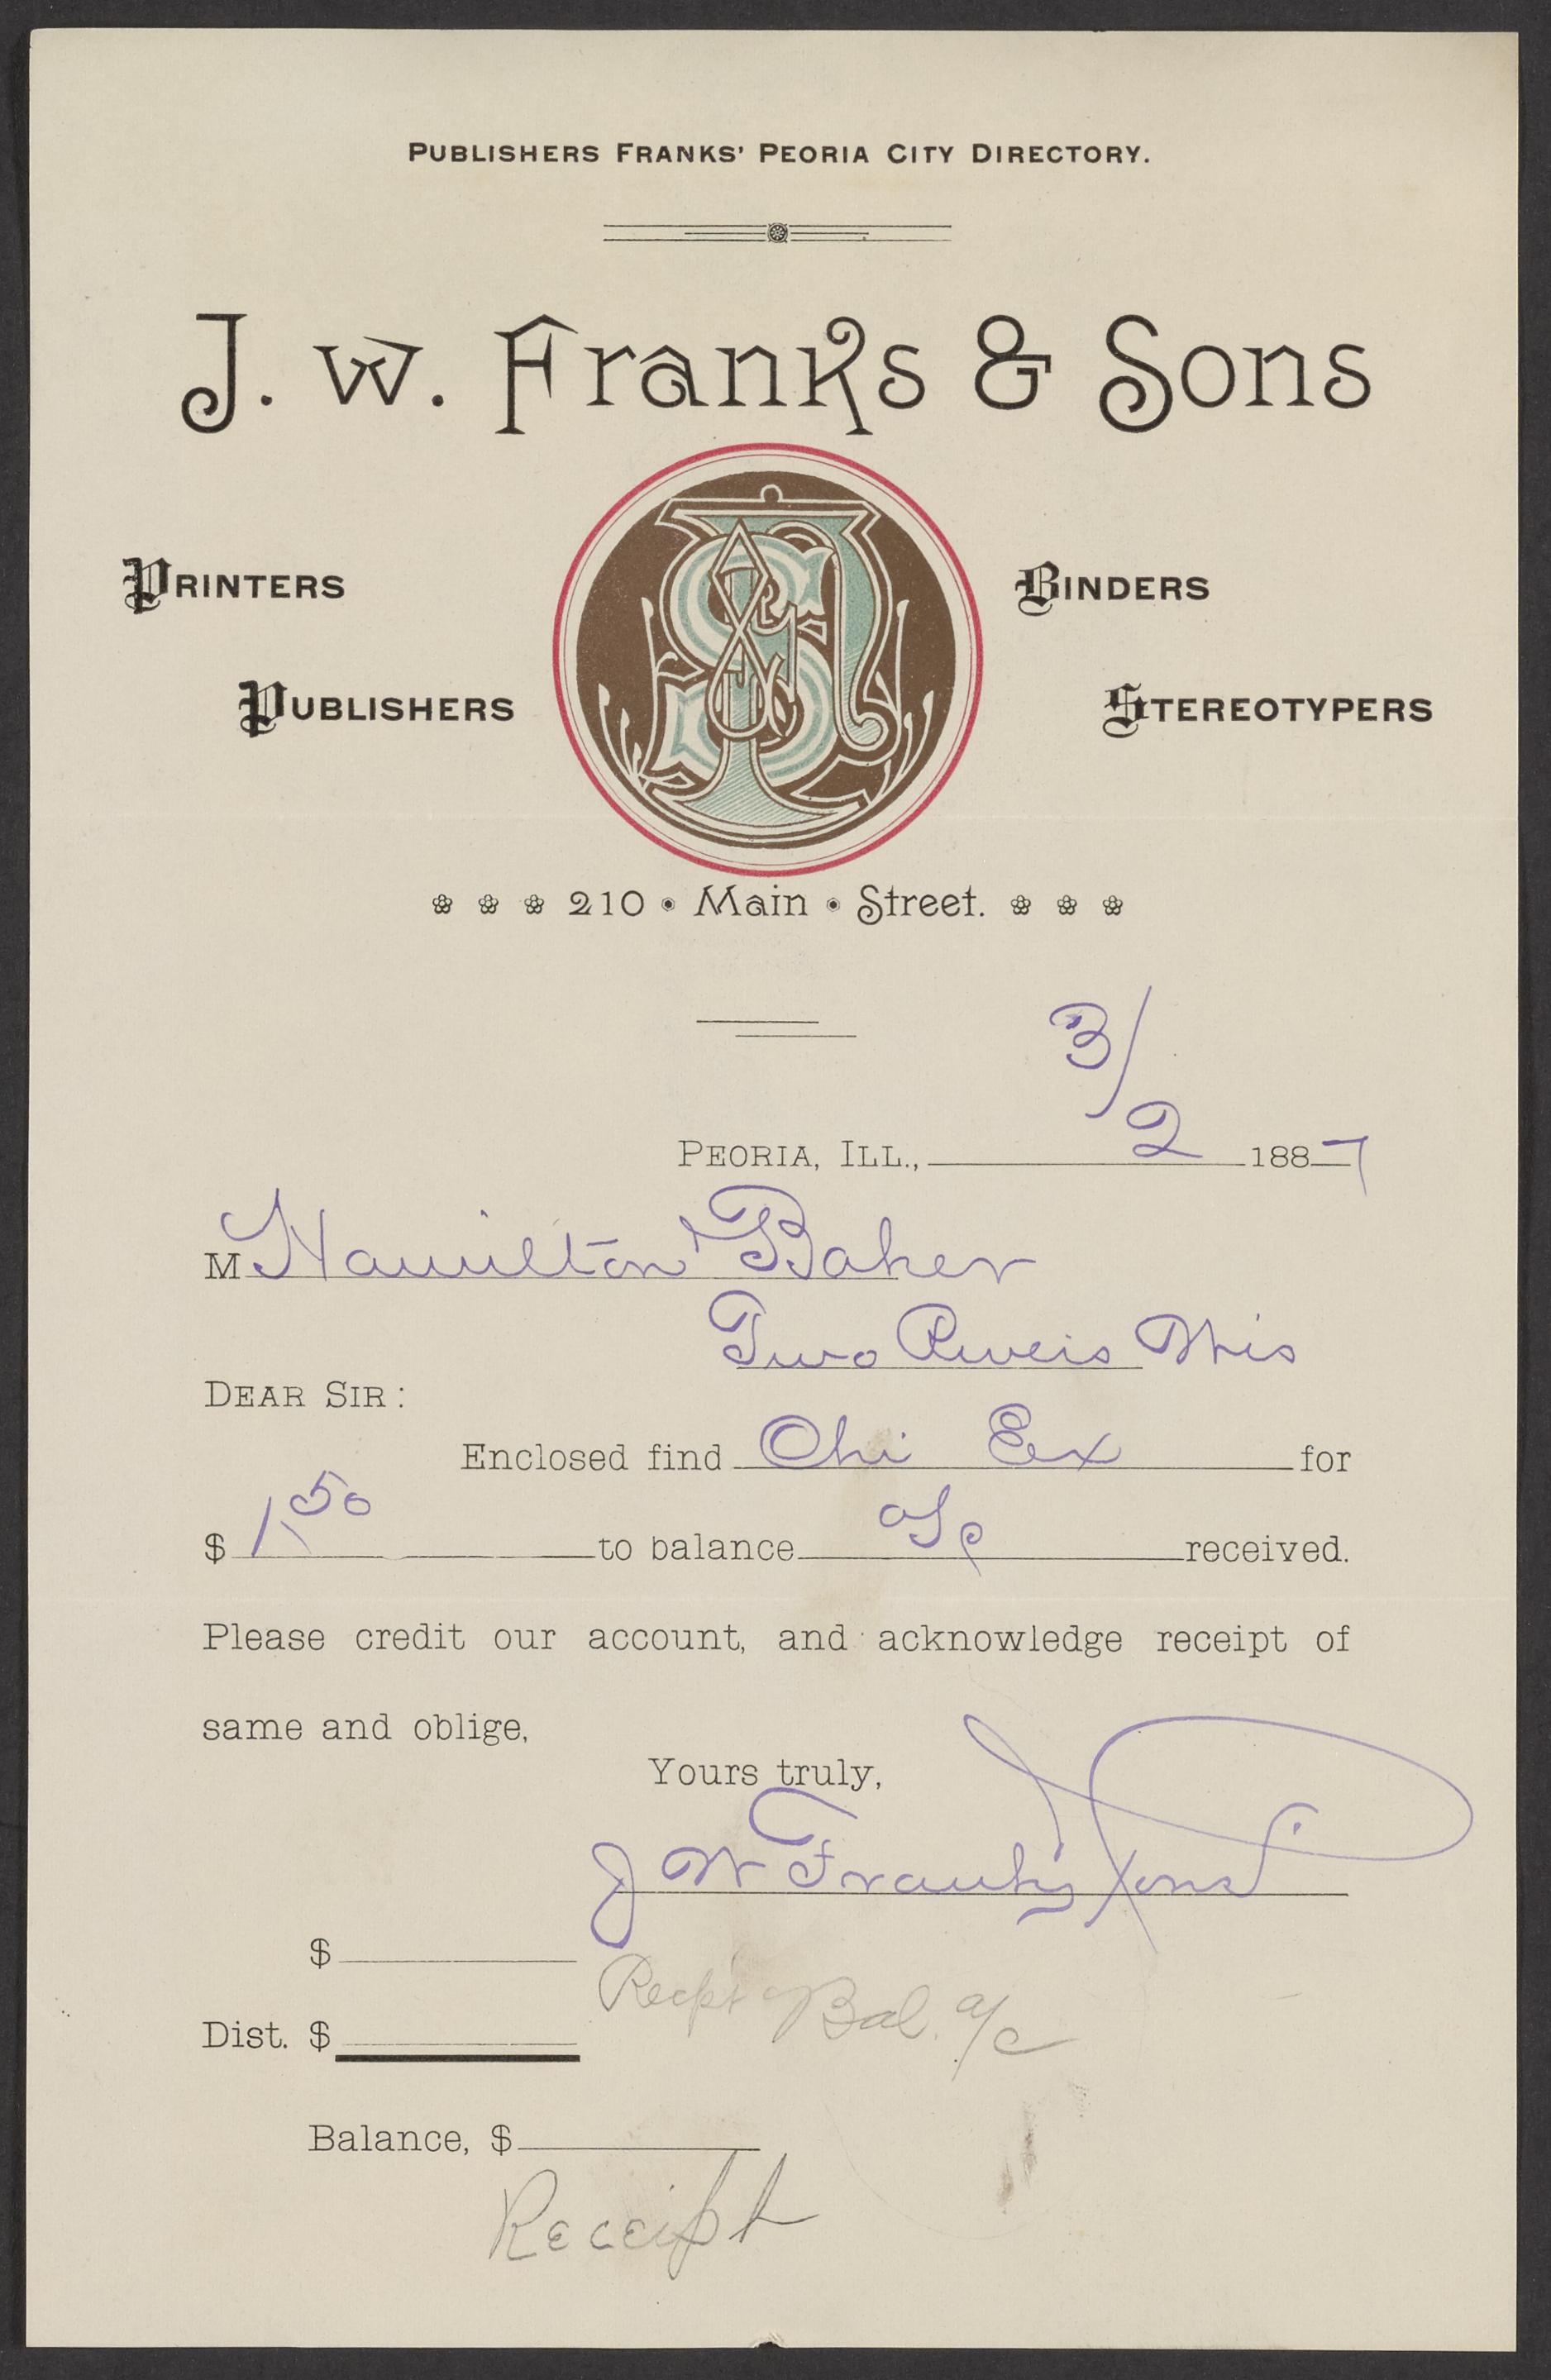 PUBLISHERS FRANKS' PEORIA CITY DIRECTORY.
J. W. Franks & Sons
PRINTERS
BINDERS
PUBLISHERS
STEREOTYPERS
210 • Main • Street.
3/2
PEORIA, ILL., 1887
M Hamilton & Baker
Two Rivers Wis
DEAR SIR:
Enclosed find Chi Ex for
$ 1.50 to balance a/c received.
Please credit our account, and acknowledge receipt of
same and oblige,
Yours truly,
J W Franks & Sons
$
Recpt Bal. a/c
Dist. $
Balance, $
Receipt